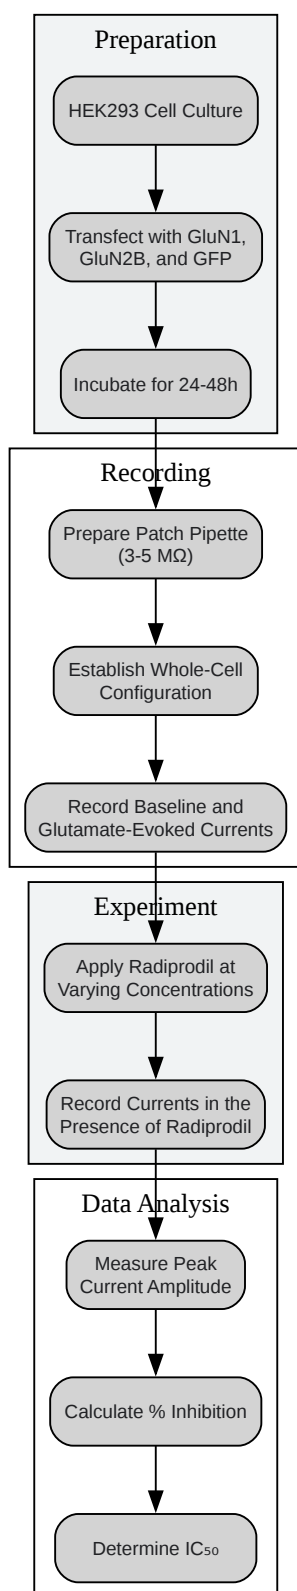 Preparation
HEK293 Cell Culture
Transfect with GluN1,
GluN2B, and GFP
Incubate for 24-48h
Recording
Prepare Patch Pipette
(3-5 MΩ)
Establish Whole-Cell
Configuration
Record Baseline and
Glutamate-Evoked Currents
Experiment
Apply Radiprodil at
Varying Concentrations
Record Currents in the
Presence of Radiprodil
Data Analysis
Measure Peak
Current Amplitude
Calculate % Inhibition
Determine IC₅₀